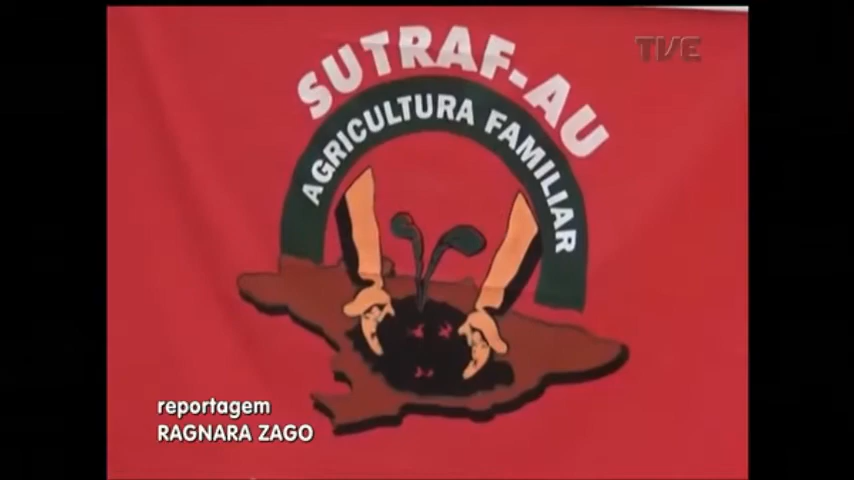 TVE
SUTRAF-AU
AGRICULTURA FAMILIAR
reportagem
RAGNARA ZAGO